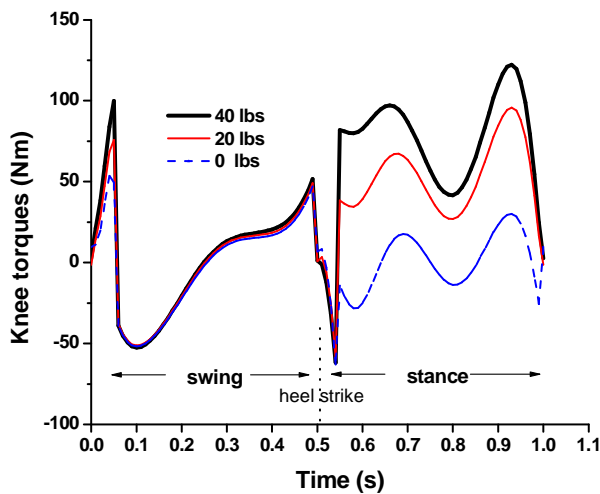 150
100
50
0
-50
-100
Knee torques (Nm)
40 lbs
20 lbs
0 lbs
swing
stance
heel strike
0.0 0.1 0.2 0.3 0.4 0.5 0.6 0.7 0.8 0.9 1.0 1.1
Time (s)